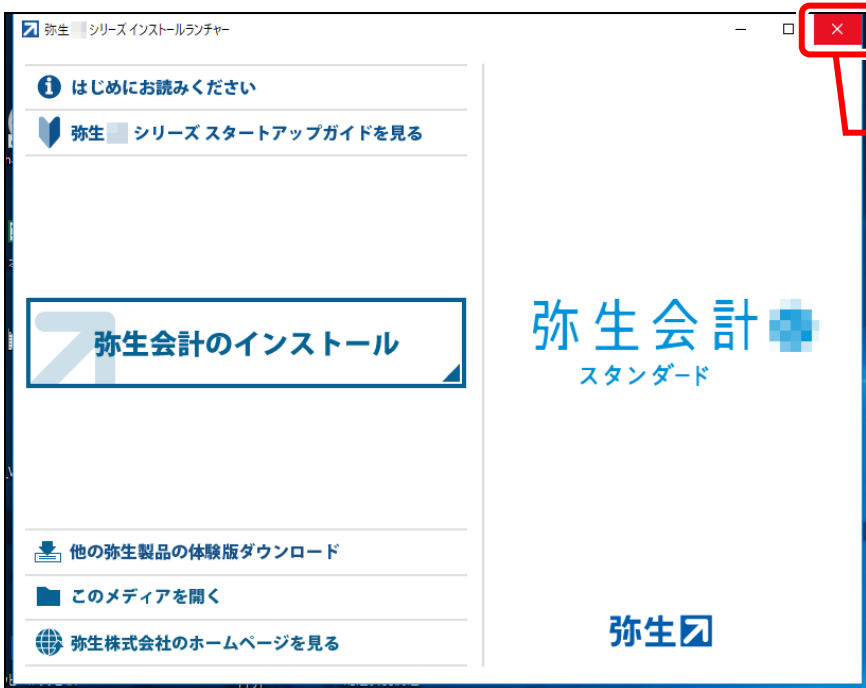 弥生 シリーズ インストールランチャー
はじめにお読みください
弥生 シリーズ スタートアップガイドを見る
弥生会計のインストール
弥生会計
スタンダード
他の弥生製品の体験版ダウンロード
このメディアを開く
弥生株式会社のホームページを見る
弥生